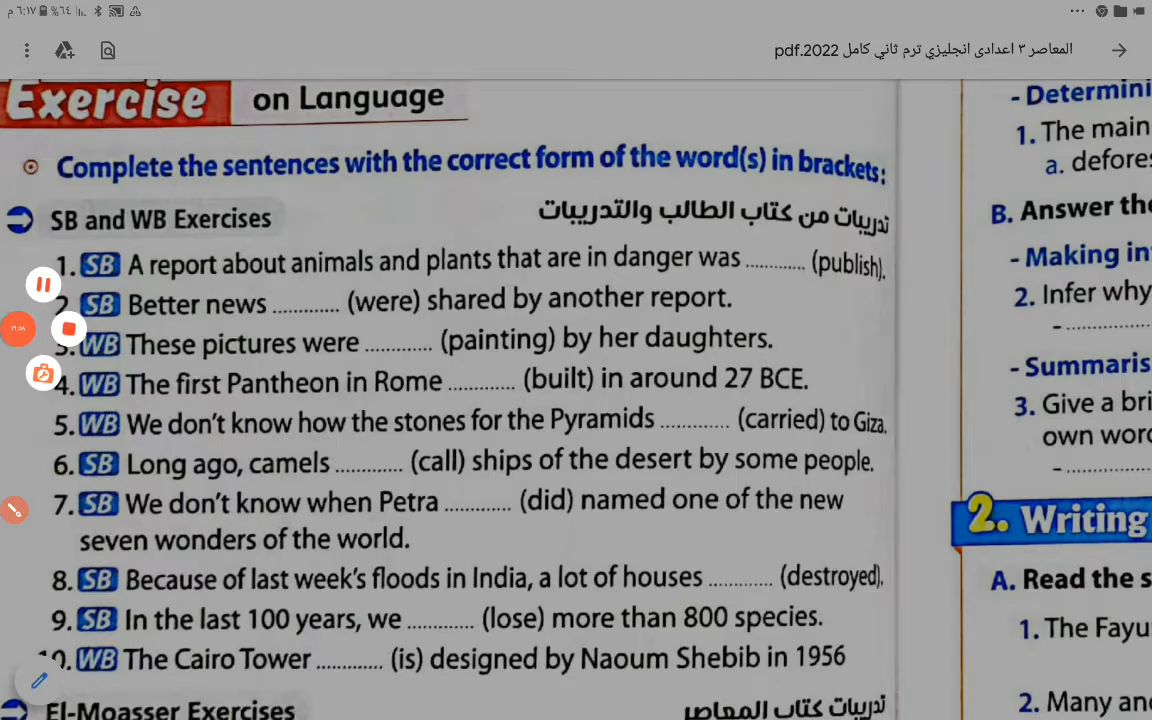 م ٦:١٧ %٦٤
المعاصر ٣ اعدادى انجليزي ترم ثاني كامل 2022.pdf
Exercise on Language
Complete the sentences with the correct form of the word(s) in brackets:
SB and WB Exercises تدريبات من كتاب الطالب والتدريبات
1. SB A report about animals and plants that are in danger was ............ (publish).
2. SB Better news ............ (were) shared by another report.
3. WB These pictures were ............ (painting) by her daughters.
4. WB The first Pantheon in Rome ............ (built) in around 27 BCE.
5. WB We don't know how the stones for the Pyramids ............ (carried) to Giza.
6. SB Long ago, camels ............ (call) ships of the desert by some people.
7. SB We don't know when Petra ............ (did) named one of the new
seven wonders of the world.
8. SB Because of last week's floods in India, a lot of houses ............ (destroyed).
9. SB In the last 100 years, we ............ (lose) more than 800 species.
10. WB The Cairo Tower ............ (is) designed by Naoum Shebib in 1956
El-Moasser Exercises تدريبات كتاب المعاصر
- Determini
1. The main
a. defores
B. Answer the
- Making in
2. Infer why
- ................
- Summaris
3. Give a bri
own word
- ................
2. Writing
A. Read the s
1. The Fayu
2. Many and